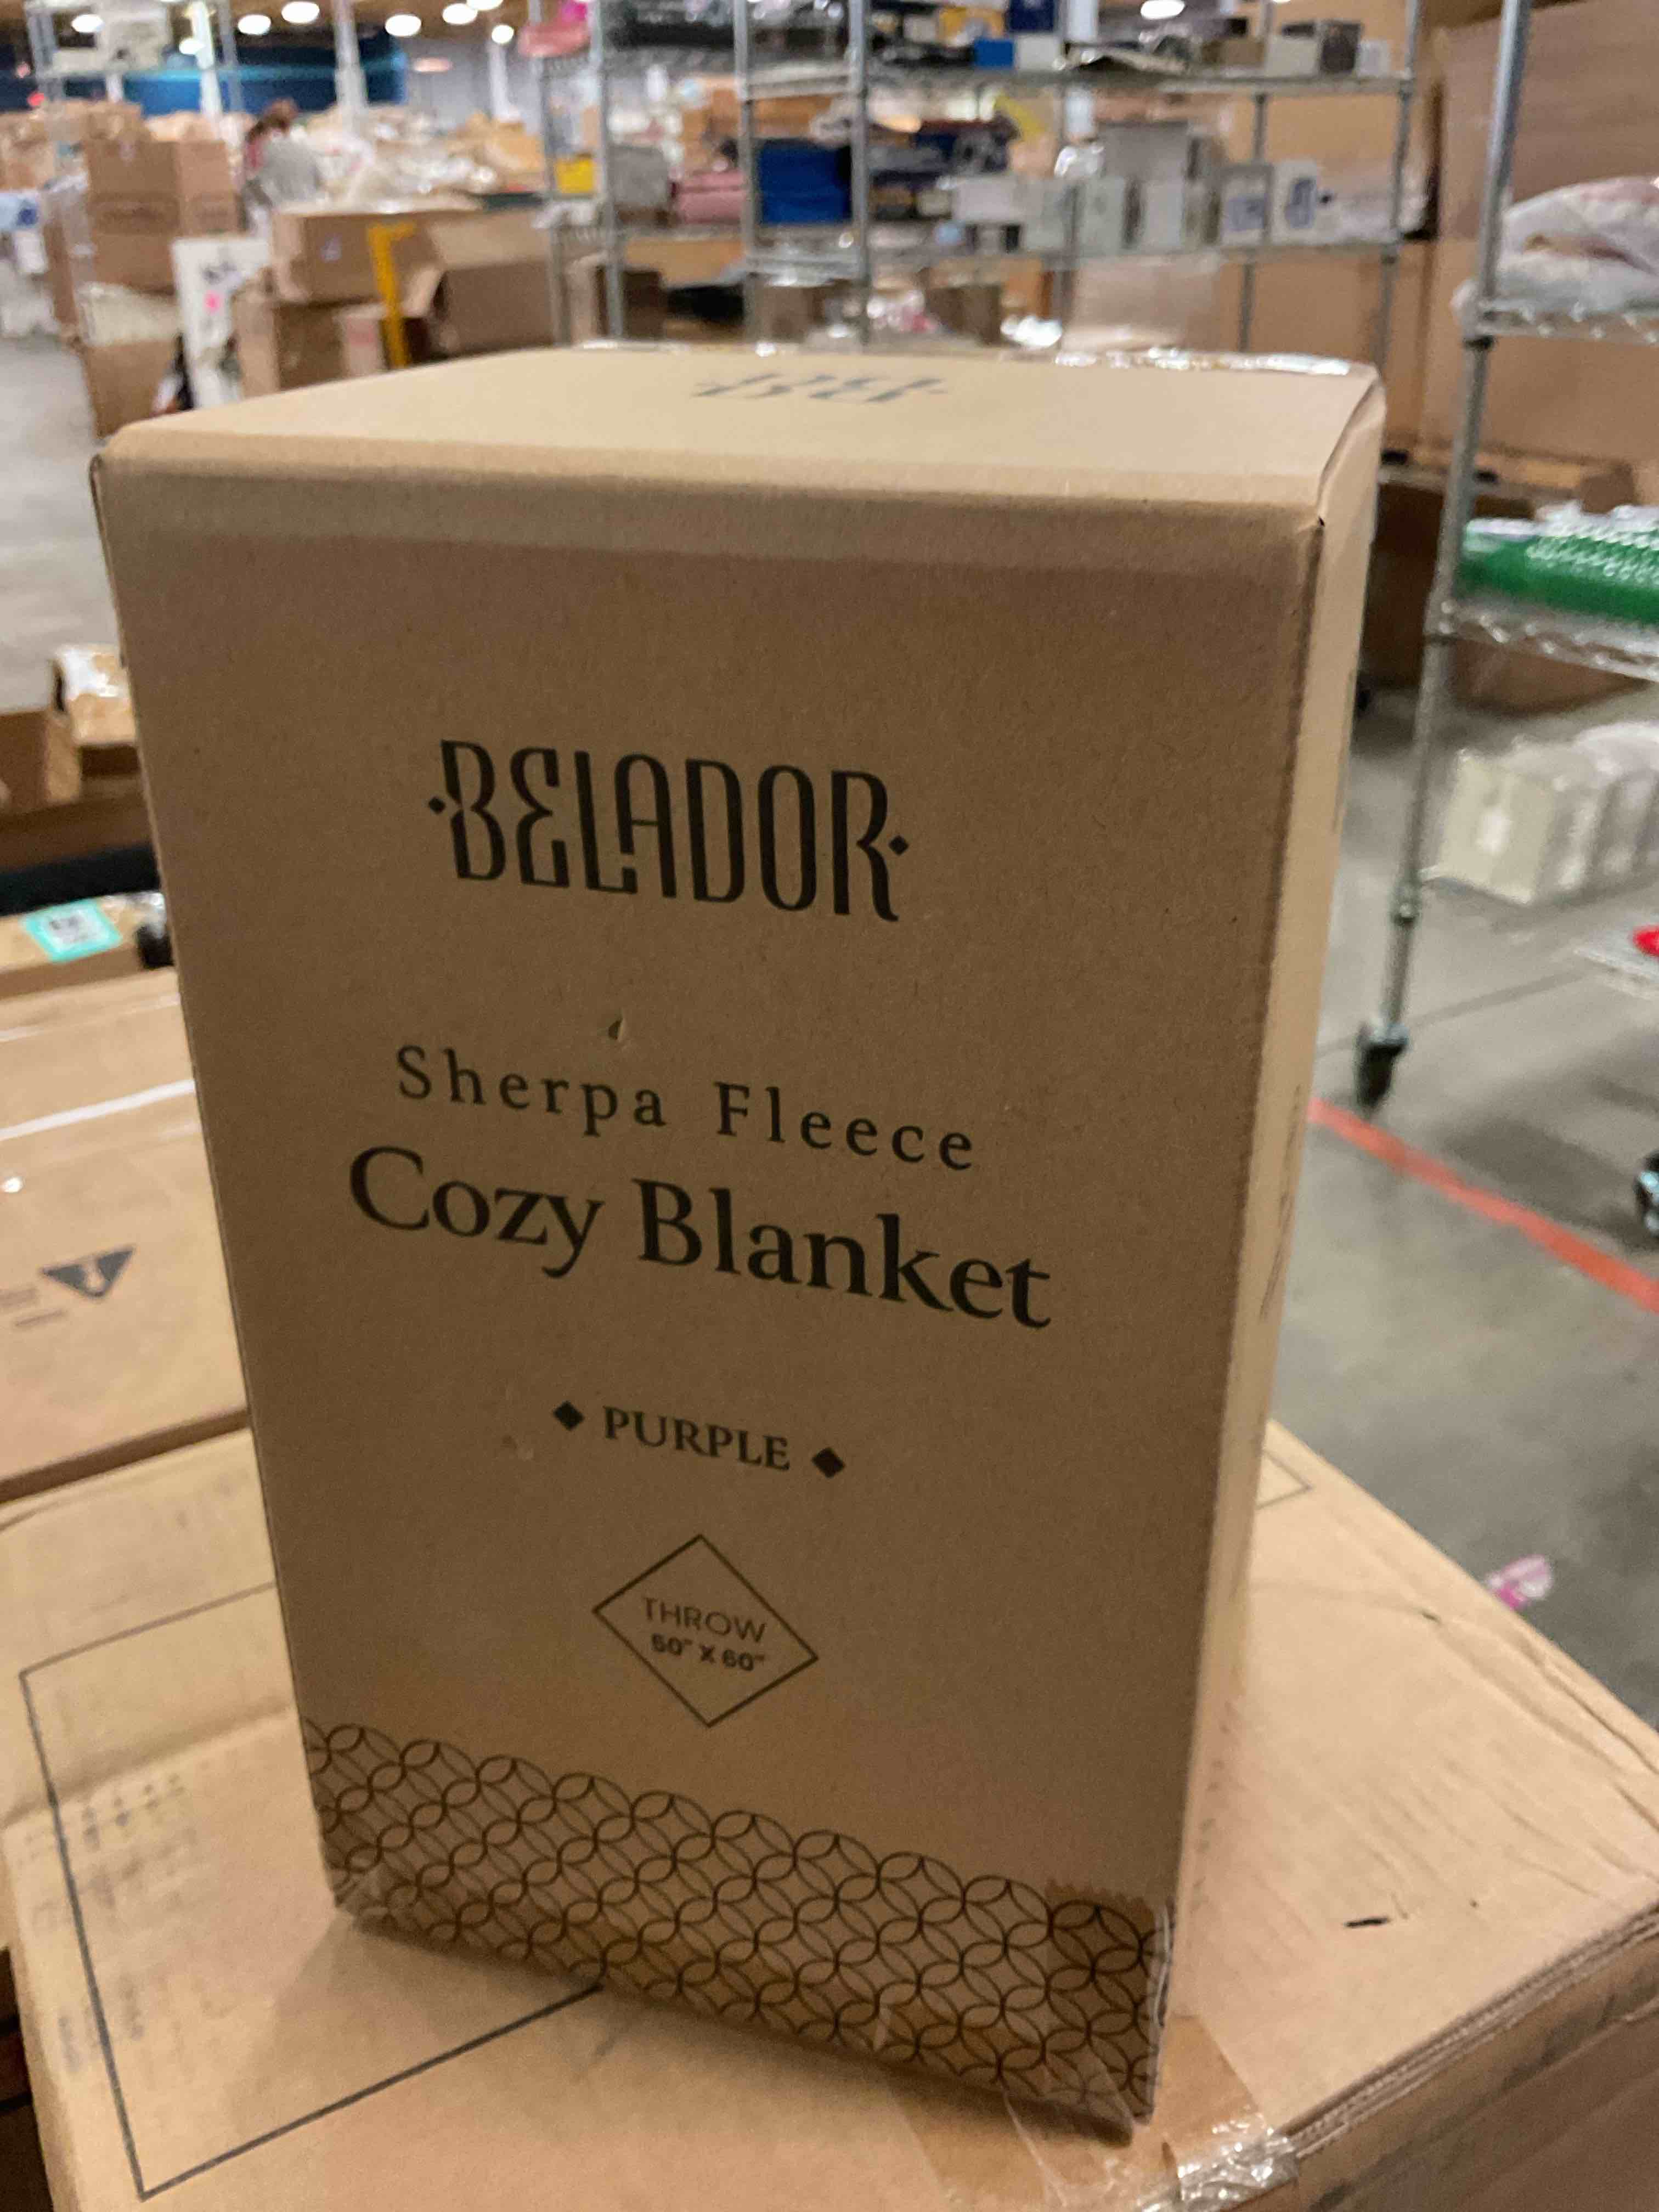 BELADOR
Sherpa Fleece
Cozy Blanket
PURPLE
THROW
50" X 60"